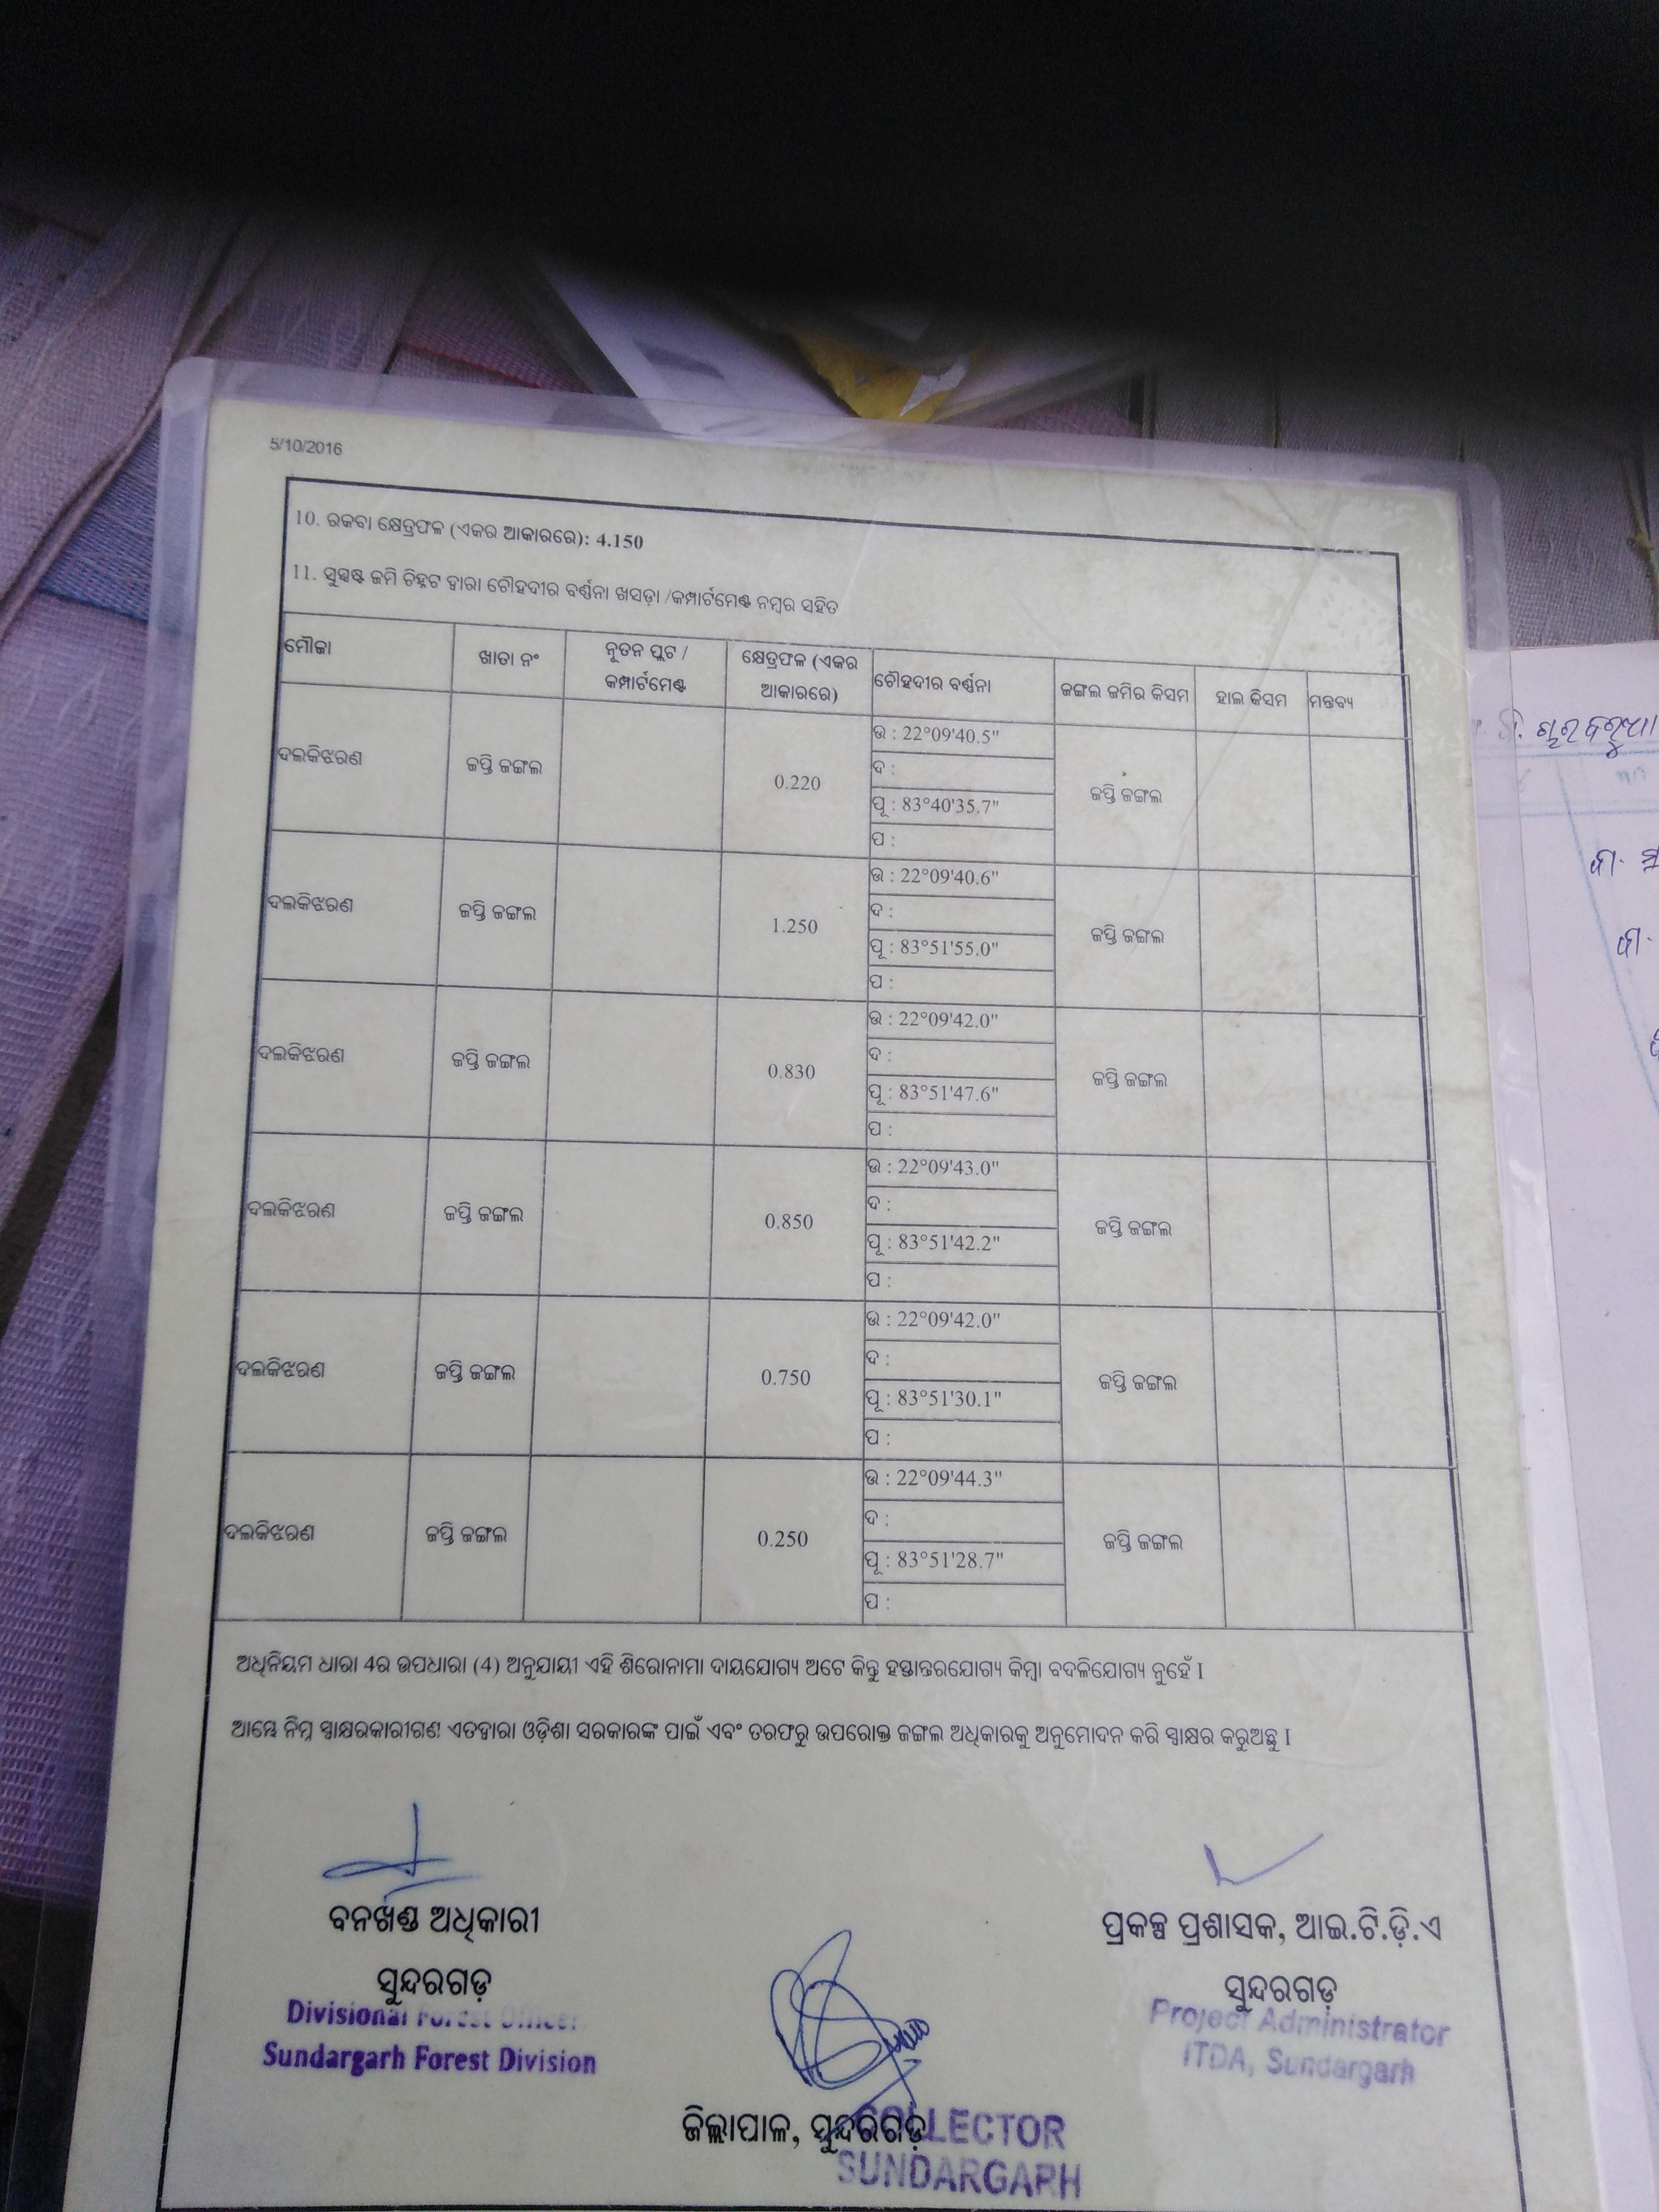 5/10/2016
10. ରକବା କ୍ଷେତ୍ରଫଳ (ଏକର ଆକାରରେ): 4.150
11. ସୁସ୍ପଷ୍ଟ ଜମି ଚିହ୍ନଟ ଦ୍ଵାରା ଚୌହଦୀର ବର୍ଣ୍ଣନା ଖସଡ଼ା /କମ୍ପାର୍ଟମେଣ୍ଟ ନମ୍ବର ସହିତ
ମୌଜା ଖାତା ନଂ ନୂତନ ପ୍ଲଟ / କମ୍ପାର୍ଟମେଣ୍ଟ କ୍ଷେତ୍ରଫଳ (ଏକର ଆକାରରେ) ଚୌହଦୀର ବର୍ଣ୍ଣନା ଜଙ୍ଗଲ ଜମିର କିସମ ହାଲ କିସମ ମନ୍ତବ୍ୟ
ଦଲକିଝରଣ ଜପ୍ତି ଜଙ୍ଗଲ 0.220 ଉ : 22°09'40.5" ଜପ୍ତି ଜଙ୍ଗଲ
ଦ :
ପୂ : 83°40'35.7"
ପ :
ଦଲକିଝରଣ ଜପ୍ତି ଜଙ୍ଗଲ 1.250 ଉ : 22°09'40.6" ଜପ୍ତି ଜଙ୍ଗଲ
ଦ :
ପୂ : 83°51'55.0"
ପ :
ଦଲକିଝରଣ ଜପ୍ତି ଜଙ୍ଗଲ 0.830 ଉ : 22°09'42.0" ଜପ୍ତି ଜଙ୍ଗଲ
ଦ :
ପୂ : 83°51'47.6"
ପ :
ଦଲକିଝରଣ ଜପ୍ତି ଜଙ୍ଗଲ 0.850 ଉ : 22°09'43.0" ଜପ୍ତି ଜଙ୍ଗଲ
ଦ :
ପୂ : 83°51'42.2"
ପ :
ଦଲକିଝରଣ ଜପ୍ତି ଜଙ୍ଗଲ 0.750 ଉ : 22°09'42.0" ଜପ୍ତି ଜଙ୍ଗଲ
ଦ :
ପୂ : 83°51'30.1"
ପ :
ଦଲକିଝରଣ ଜପ୍ତି ଜଙ୍ଗଲ 0.250 ଉ : 22°09'44.3" ଜପ୍ତି ଜଙ୍ଗଲ
ଦ :
ପୂ : 83°51'28.7"
ପ :
ଅଧିନିୟମ ଧାରା 4ର ଉପଧାରା (4) ଅନୁଯାୟୀ ଏହି ଶିରୋନାମା ଦାୟଯୋଗ୍ୟ ଅଟେ କିନ୍ତୁ ହସ୍ତାନ୍ତରଯୋଗ୍ୟ କିମ୍ବା ବଦଳିଯୋଗ୍ୟ ନୁହେଁ I
ଆମ୍ଭେ ନିମ୍ନ ସ୍ଵାକ୍ଷରକାରୀଗଣ ଏତଦ୍ୱାରା ଓଡ଼ିଶା ସରକାରଙ୍କ ପାଇଁ ଏବଂ ତରଫରୁ ଉପରୋକ୍ତ ଜଙ୍ଗଲ ଅଧିକାରକୁ ଅନୁମୋଦନ କରି ସ୍ଵାକ୍ଷର କରୁଅଛୁ I
ବନଖଣ୍ଡ ଅଧିକାରୀ
ସୁନ୍ଦରଗଡ଼
Divisional Forest Officer
Sundargarh Forest Division
ପ୍ରକଳ୍ପ ପ୍ରଶାସକ, ଆଇ.ଟି.ଡ଼ି.ଏ
ସୁନ୍ଦରଗଡ଼
Project Administrator
ITDA, Sundargarh
ଜିଲ୍ଲାପାଳ, ସୁନ୍ଦରଗଡ଼
COLLECTOR
SUNDARGARH